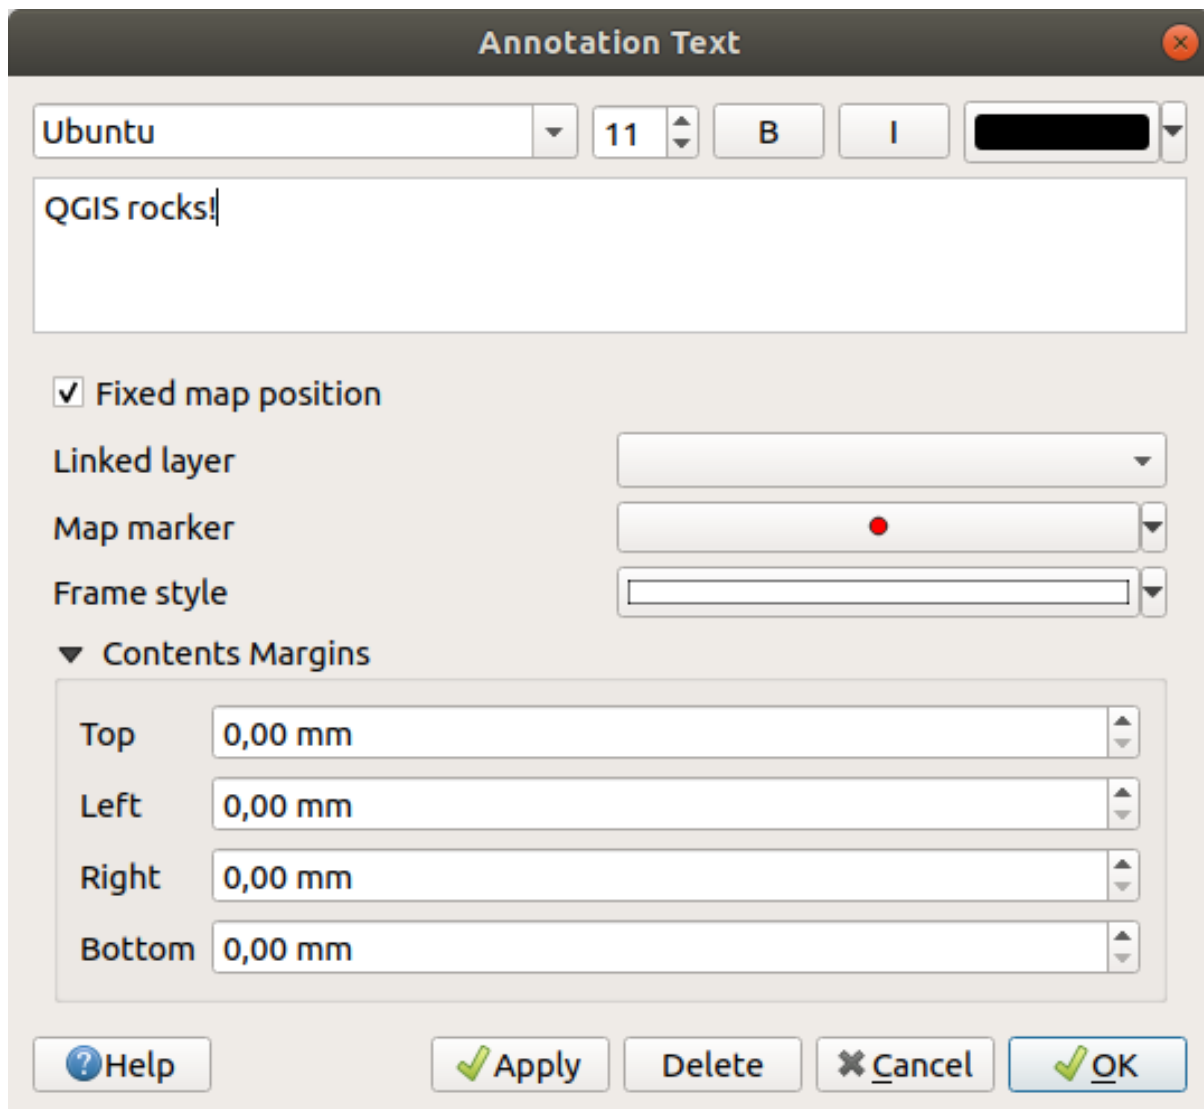 Annotation Text
Ubuntu 11 B I
QGIS rocks!
Fixed map position
Linked layer
Map marker
Frame style
Contents Margins
Top 0,00 mm
Left 0,00 mm
Right 0,00 mm
Bottom 0,00 mm
Help Apply Delete Cancel OK